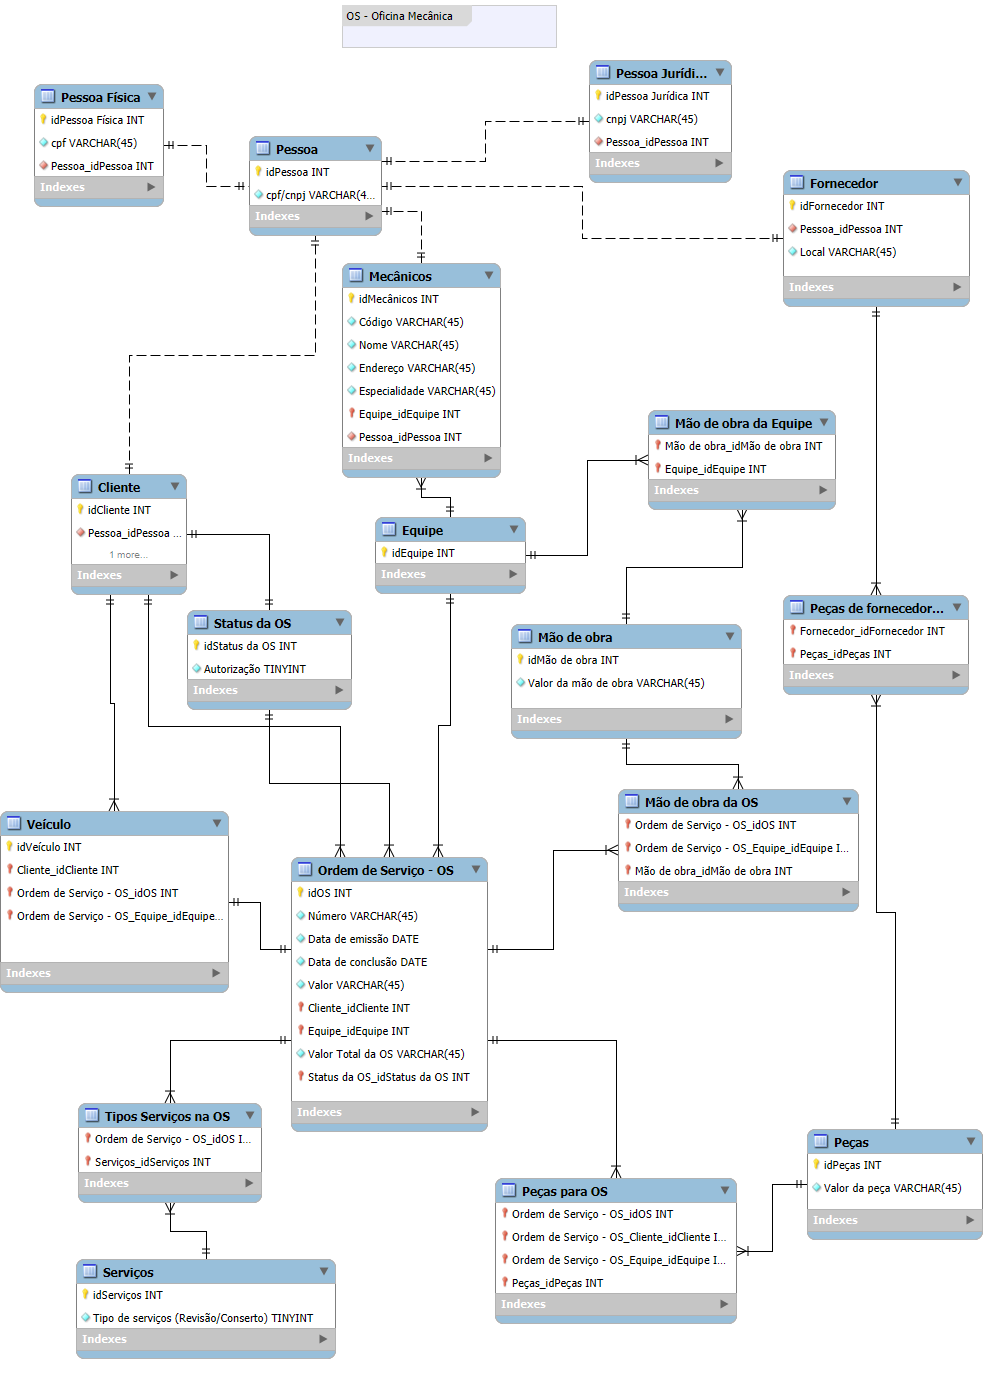 OS - Oficina Mecânica
Pessoa Física
idPessoa Física INT
cpf VARCHAR(45)
Pessoa_idPessoa INT
Indexes
Pessoa
idPessoa INT
cpf/cnpj VARCHAR(4...
Indexes
Pessoa Jurídi...
idPessoa Jurídica INT
cnpj VARCHAR(45)
Pessoa_idPessoa INT
Indexes
Fornecedor
idFornecedor INT
Pessoa_idPessoa INT
Local VARCHAR(45)
Indexes
Mecânicos
idMecânicos INT
Código VARCHAR(45)
Nome VARCHAR(45)
Endereço VARCHAR(45)
Especialidade VARCHAR(45)
Equipe_idEquipe INT
Pessoa_idPessoa INT
Indexes
Mão de obra da Equipe
Mão de obra_idMão de obra INT
Equipe_idEquipe INT
Indexes
Cliente
idCliente INT
Pessoa_idPessoa ...
1 more...
Indexes
Equipe
idEquipe INT
Indexes
Status da OS
idStatus da OS INT
Autorização TINYINT
Indexes
Mão de obra
idMão de obra INT
Valor da mão de obra VARCHAR(45)
Indexes
Peças de fornecedor...
Fornecedor_idFornecedor INT
Peças_idPeças INT
Indexes
Veículo
idVeículo INT
Cliente_idCliente INT
Ordem de Serviço - OS_idOS INT
Ordem de Serviço - OS_Equipe_idEquipe...
Indexes
Mão de obra da OS
Ordem de Serviço - OS_idOS INT
Ordem de Serviço - OS_Equipe_idEquipe I...
Mão de obra_idMão de obra INT
Indexes
Ordem de Serviço - OS
idOS INT
Número VARCHAR(45)
Data de emissão DATE
Data de conclusão DATE
Valor VARCHAR(45)
Cliente_idCliente INT
Equipe_idEquipe INT
Valor Total da OS VARCHAR(45)
Status da OS_idStatus da OS INT
Indexes
Tipos Serviços na OS
Ordem de Serviço - OS_idOS I...
Serviços_idServiços INT
Indexes
Peças
idPeças INT
Valor da peça VARCHAR(45)
Indexes
Peças para OS
Ordem de Serviço - OS_idOS INT
Ordem de Serviço - OS_Cliente_idCliente I...
Ordem de Serviço - OS_Equipe_idEquipe I...
Peças_idPeças INT
Indexes
Serviços
idServiços INT
Tipo de serviços (Revisão/Conserto) TINYINT
Indexes